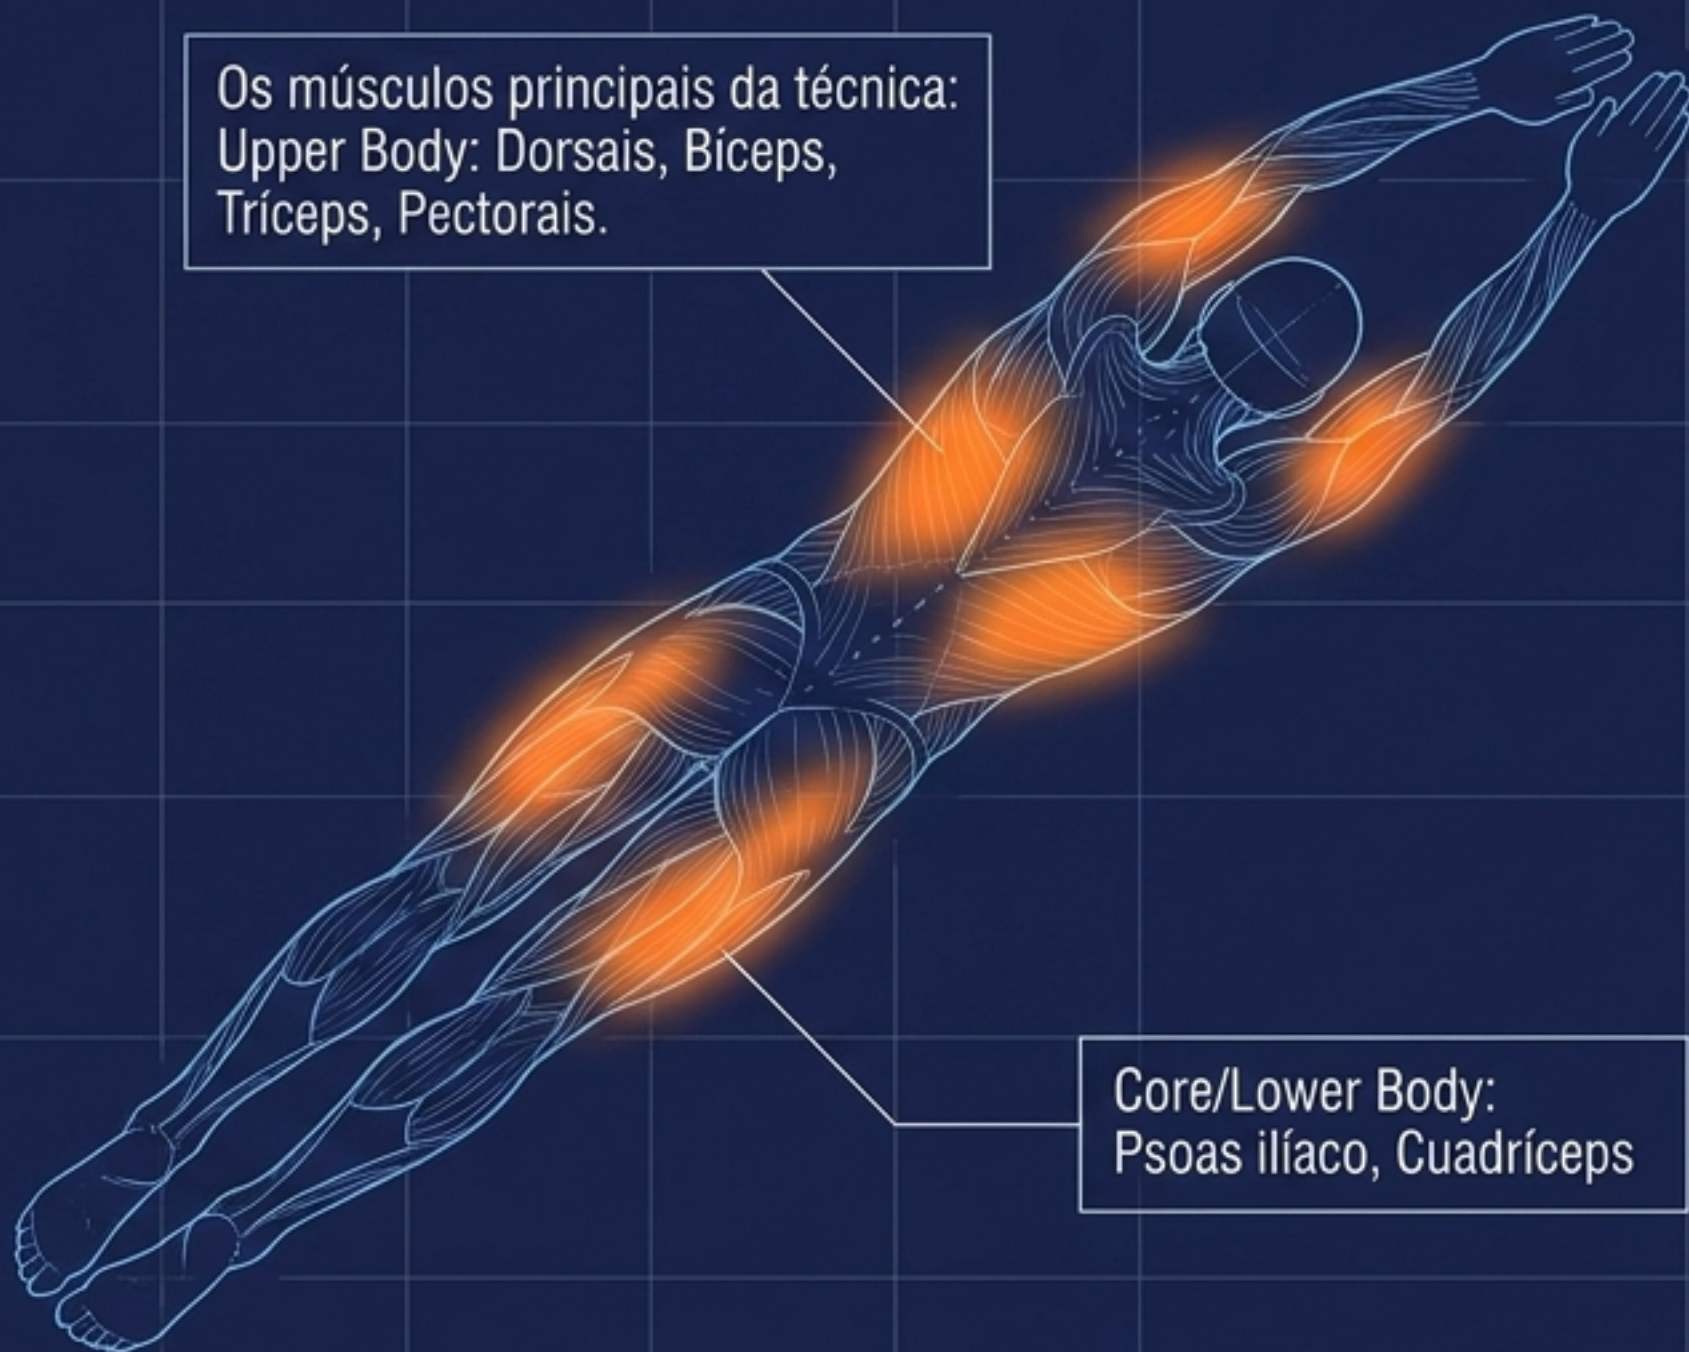 Os músculos principais da técnica:
Upper Body: Dorsais, Bíceps,
Tríceps, Pectorais.
Core/Lower Body:
Psoas ilíaco, Cuadríceps